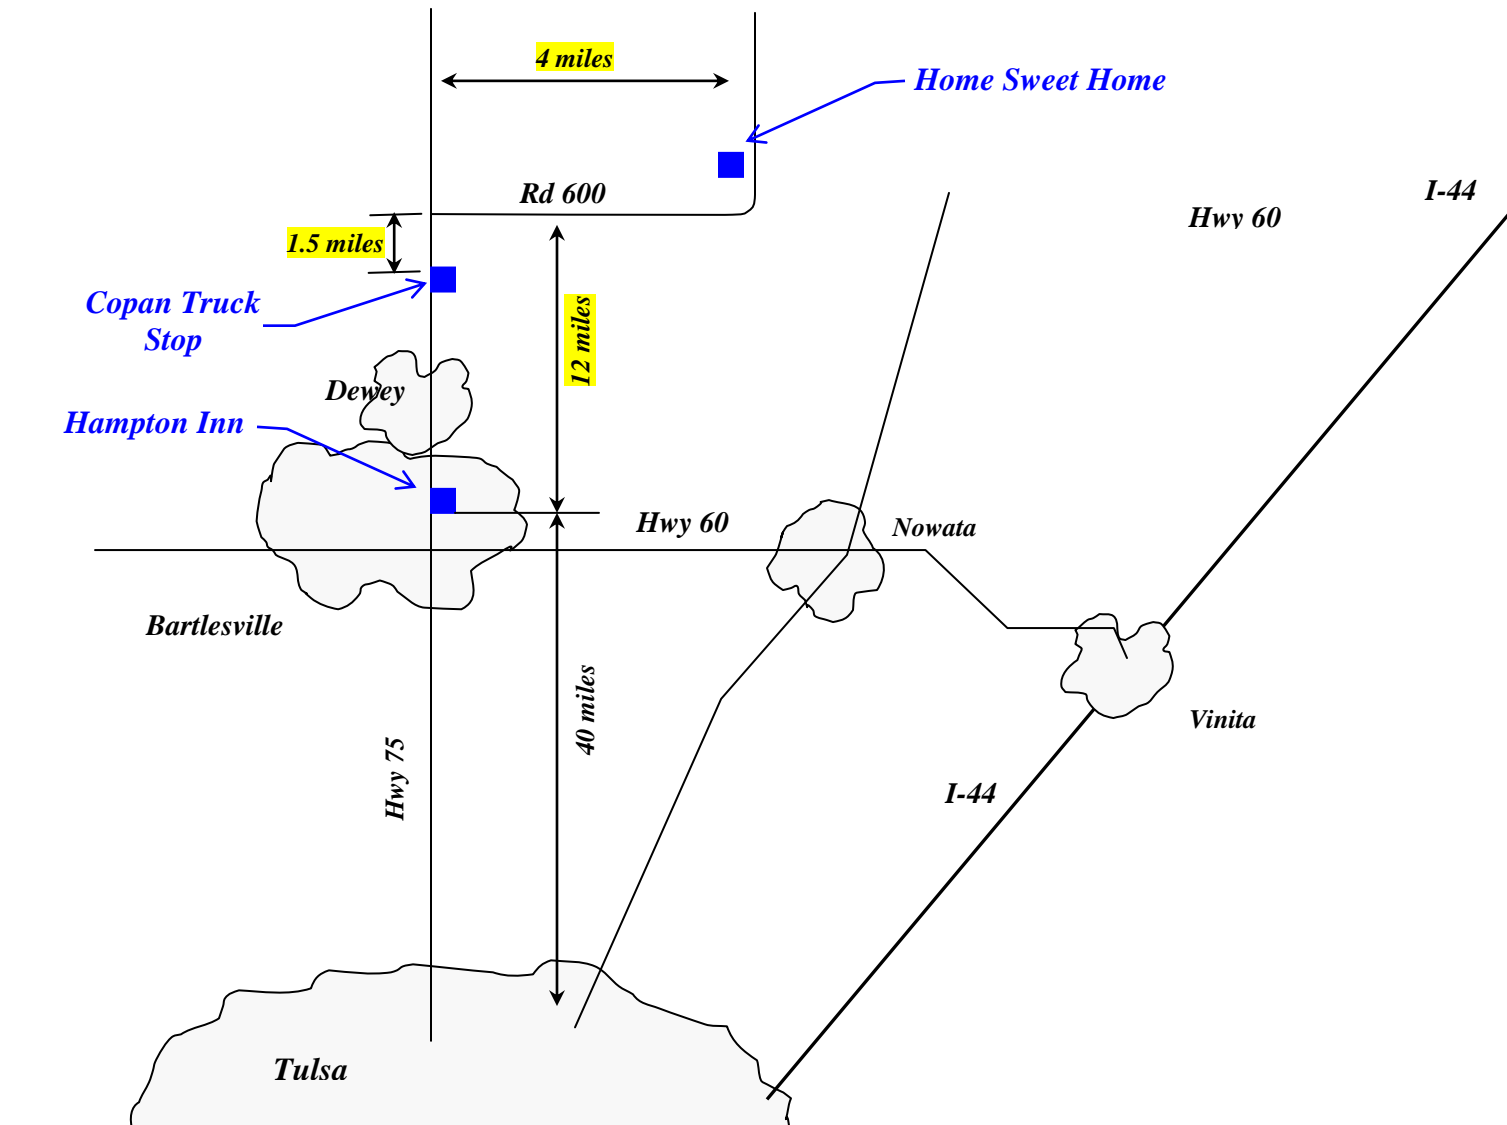 4 miles
Home Sweet Home
Rd 600
I-44
Hwy 60
1.5 miles
Copan Truck
Stop
12 miles
Dewey
Hampton Inn
Hwy 60
Nowata
Bartlesville
40 miles
Vinita
Hwy 75
I-44
Tulsa